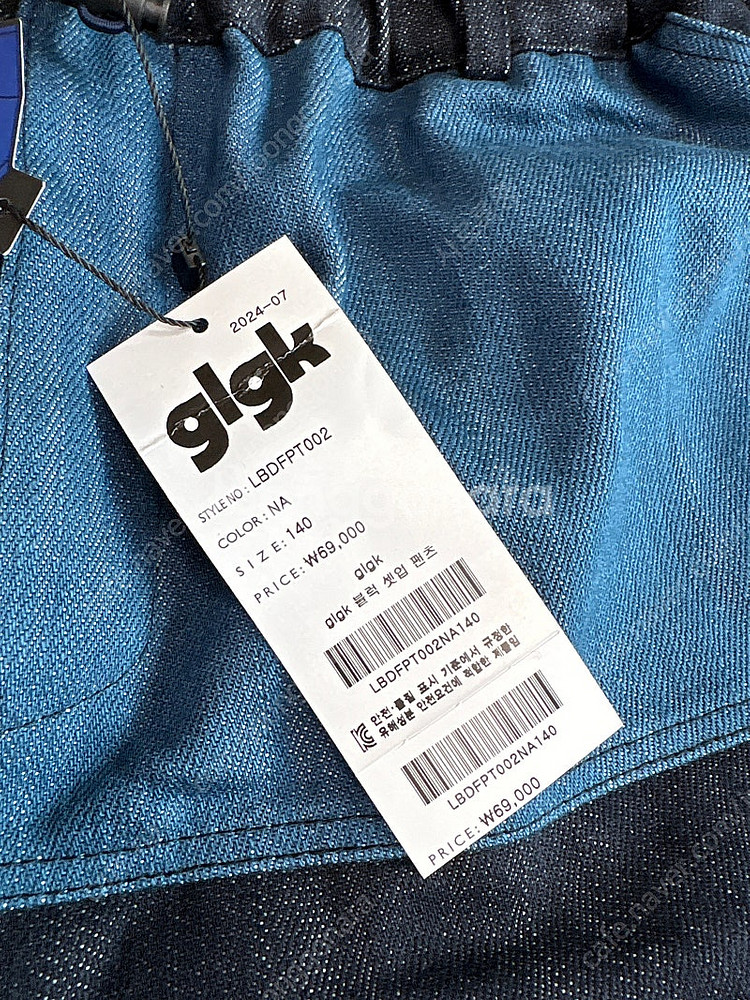 2024-07
glgk
STYLE NO : LBDFPT002
COLOR : NA
SIZE : 140
PRICE : ₩69,000
glgk
glgk 블럭 셋업 팬츠
LBDFPT002NA140
안전·품질 표시 기준에서 규정한
유해성분 안전요건에 적합한 제품임
LBDFPT002NA140
PRICE : ₩69,000